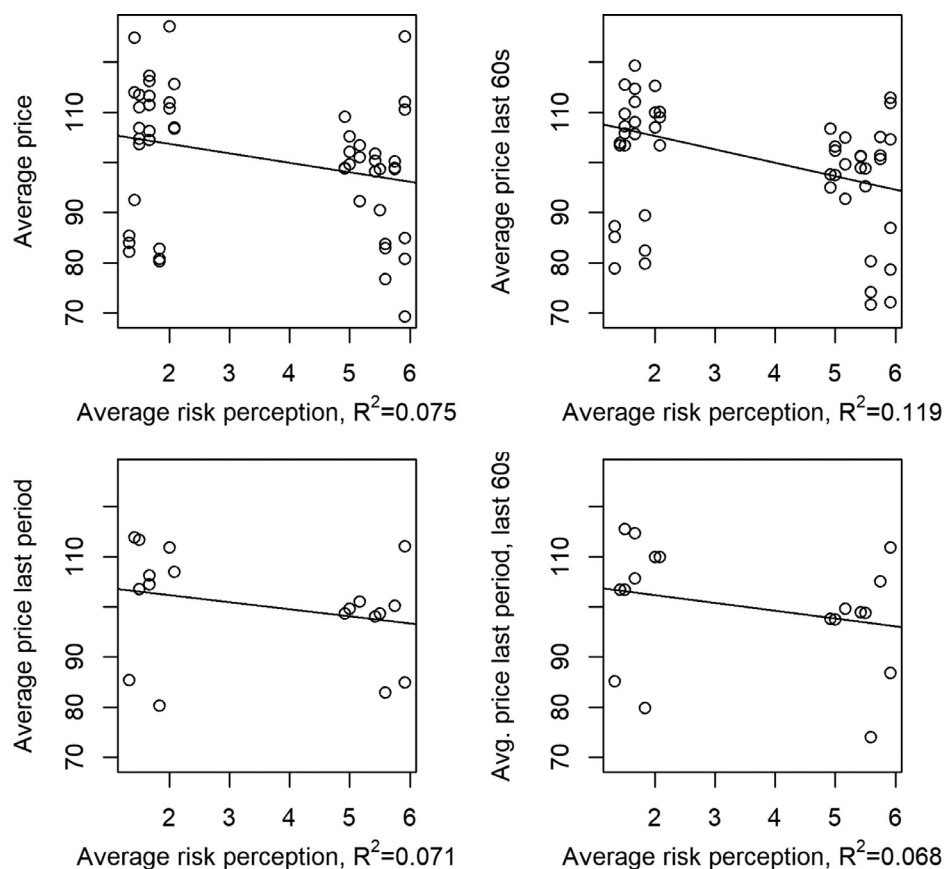 Average price
70 80 90 110
2 3 4 5 6
Average risk perception, R²=0.075
Average price last 60s
70 80 90 110
2 3 4 5 6
Average risk perception, R²=0.119
Average price last period
70 80 90 110
2 3 4 5 6
Average risk perception, R²=0.071
Avg. price last period, last 60s
70 80 90 110
2 3 4 5 6
Average risk perception, R²=0.068